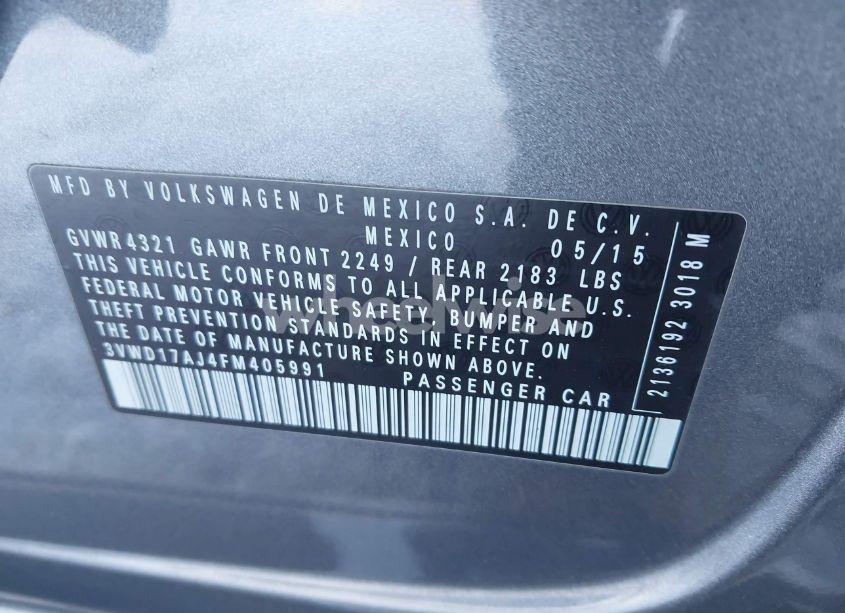 MFD BY VOLKSWAGEN DE MEXICO S.A. DE C.V.
MEXICO 05/15
GVWR4321 GAWR FRONT 2249 / REAR 2183 LBS
THIS VEHICLE CONFORMS TO ALL APPLICABLE U.S.
FEDERAL MOTOR VEHICLE SAFETY, BUMPER AND
THEFT PREVENTION STANDARDS IN EFFECT ON
THE DATE OF MANUFACTURE SHOWN ABOVE.
3VWD17AJ4FM405991 PASSENGER CAR
2136192 3018 M
wheelwise